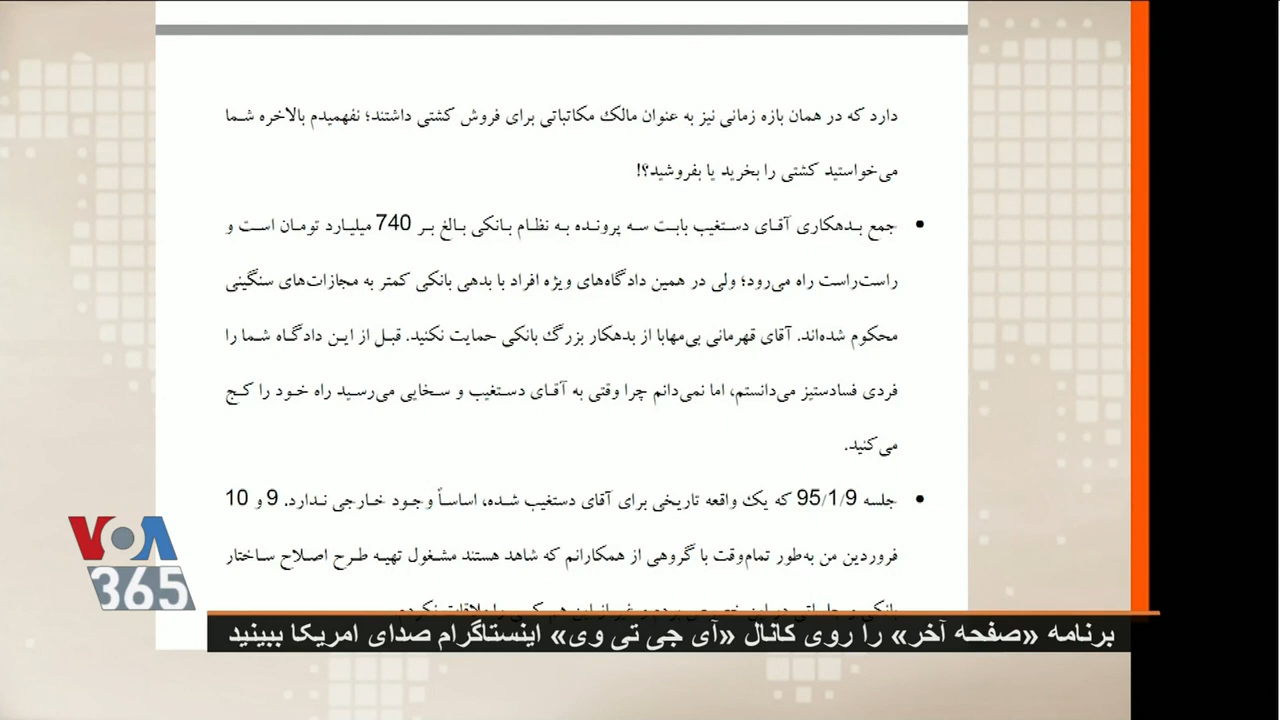 دارد که در همان بازه زمانی نیز به عنوان مالک مکاتباتی برای فروش کشتی داشتند؛ نفهمیدم بالاخره شما
می‌خواستید کشتی را بخرید یا بفروشید؟!
• جمع بدهکاری آقای دستغیب بابت سه پرونده به نظام بانکی بالغ بر 740 میلیارد تومان است و
راست‌راست راه می‌رود؛ ولی در همین دادگاه‌های ویژه افراد با بدهی بانکی کمتر به مجازات‌های سنگینی
محکوم شده‌اند. آقای قهرمانی بی‌مهابا از بدهکار بزرگ بانکی حمایت نکنید. قبل از این دادگاه شما را
فردی فسادستیز می‌دانستم، اما نمی‌دانم چرا وقتی به آقای دستغیب و سخایی می‌رسید راه خود را کج
می‌کنید.
• جلسه 95/1/9 که یک واقعه تاریخی برای آقای دستغیب شده، اساساً وجود خارجی ندارد. 9 و 10
فروردین من به‌طور تمام‌وقت با گروهی از همکارانم که شاهد هستند مشغول تهیه طرح اصلاح ساختار
VOA
365
برنامه «صفحه آخر» را روی کانال «آی جی تی وی» اینستاگرام صدای امریکا ببینید